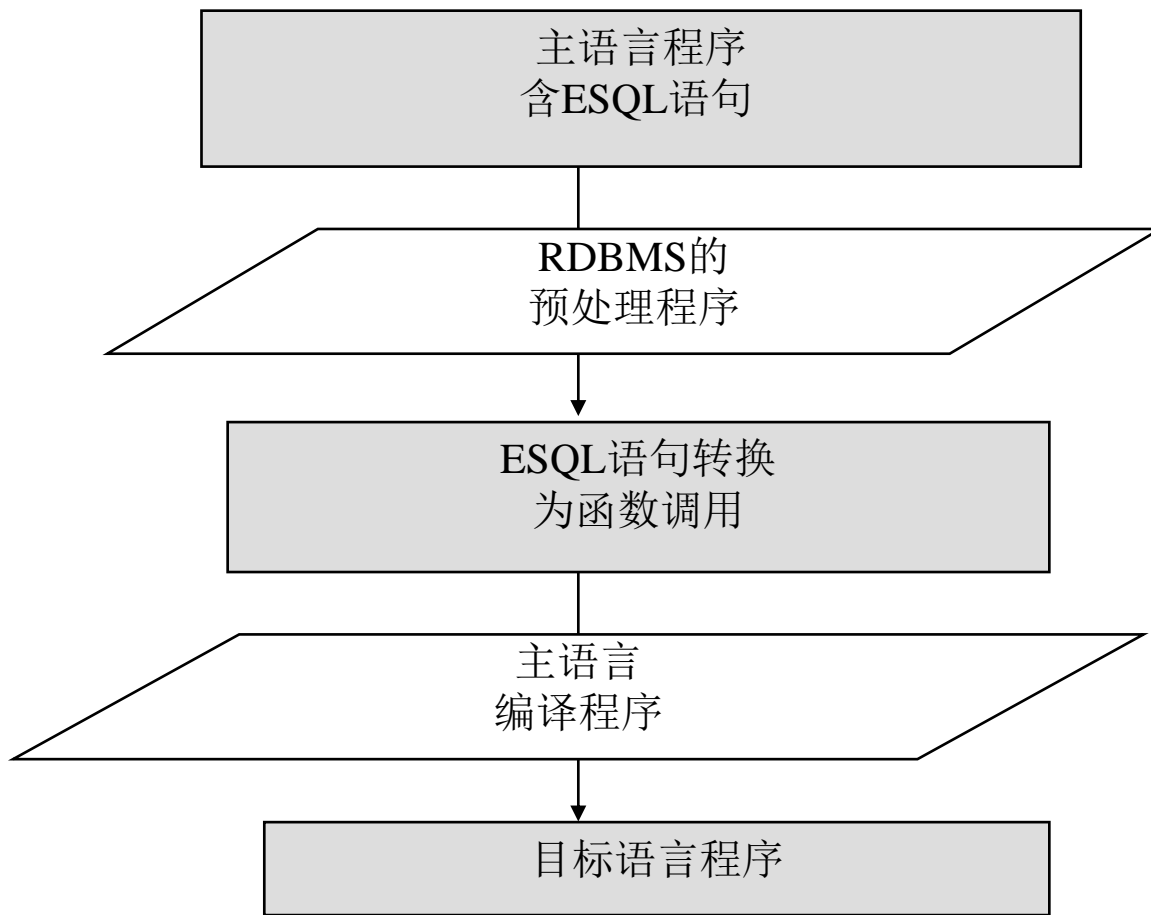 主语言程序
含ESQL语句
RDBMS的
预处理程序
ESQL语句转换
为函数调用
主语言
编译程序
目标语言程序